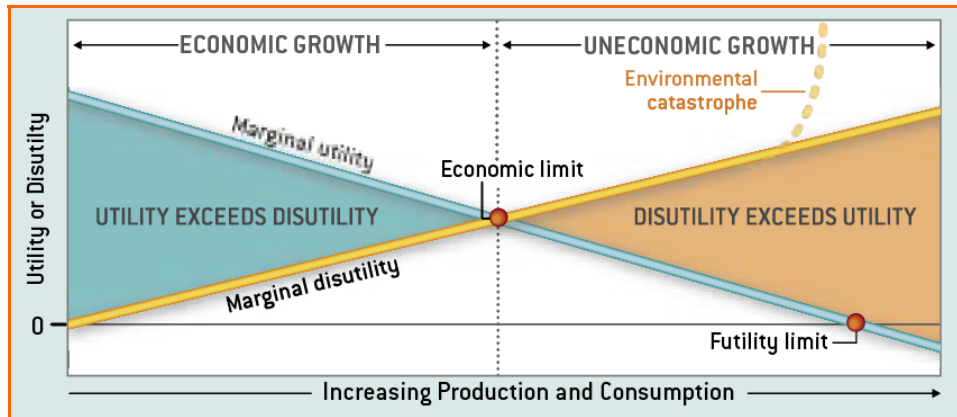 ECONOMIC GROWTH
UNECONOMIC GROWTH
Environmental
catastrophe
Marginal utility
Economic limit
UTILITY EXCEEDS DISUTILITY
DISUTILITY EXCEEDS UTILITY
Marginal disutility
Utility or Disutilty
0
Futility limit
Increasing Production and Consumption